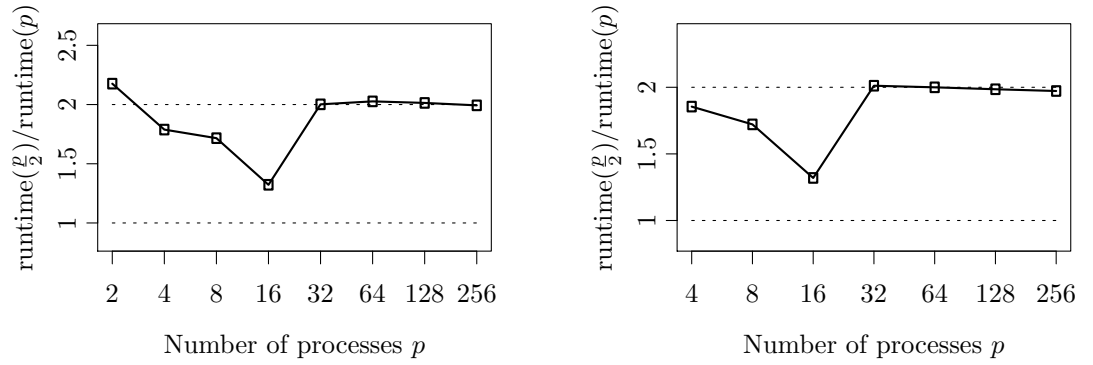 runtime(p/2)/runtime(p)
2.5
2
1.5
1
2 4 8 16 32 64 128 256
Number of processes p
runtime(p/2)/runtime(p)
2
1.5
1
4 8 16 32 64 128 256
Number of processes p